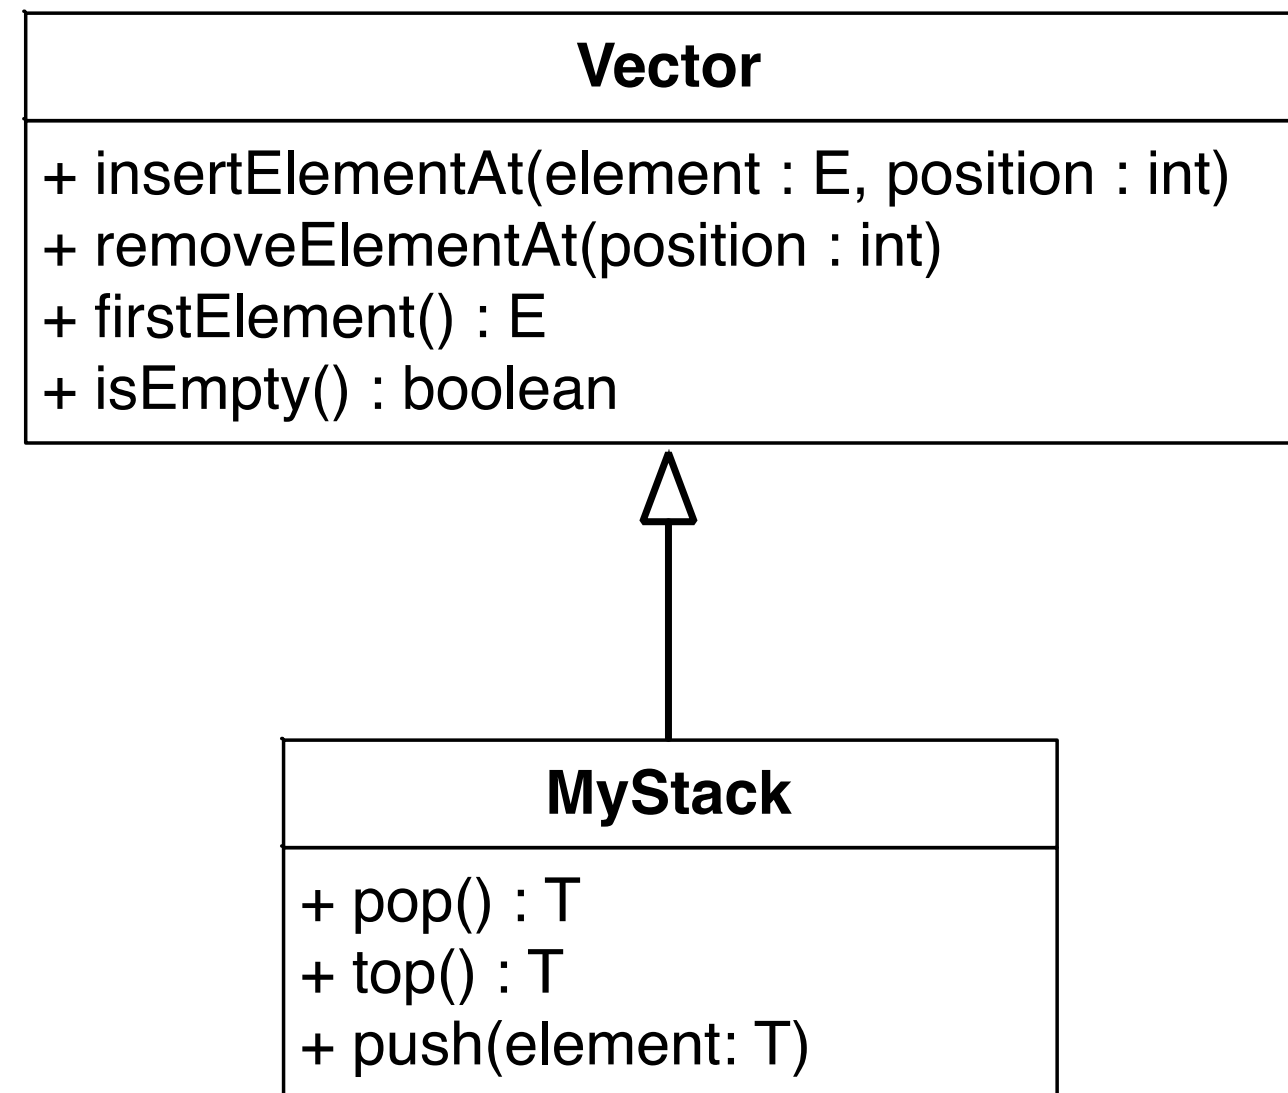 Vector
+ insertElementAt(element : E, position : int)
+ removeElementAt(position : int)
+ firstElement() : E
+ isEmpty() : boolean
MyStack
+ pop() : T
+ top() : T
+ push(element: T)